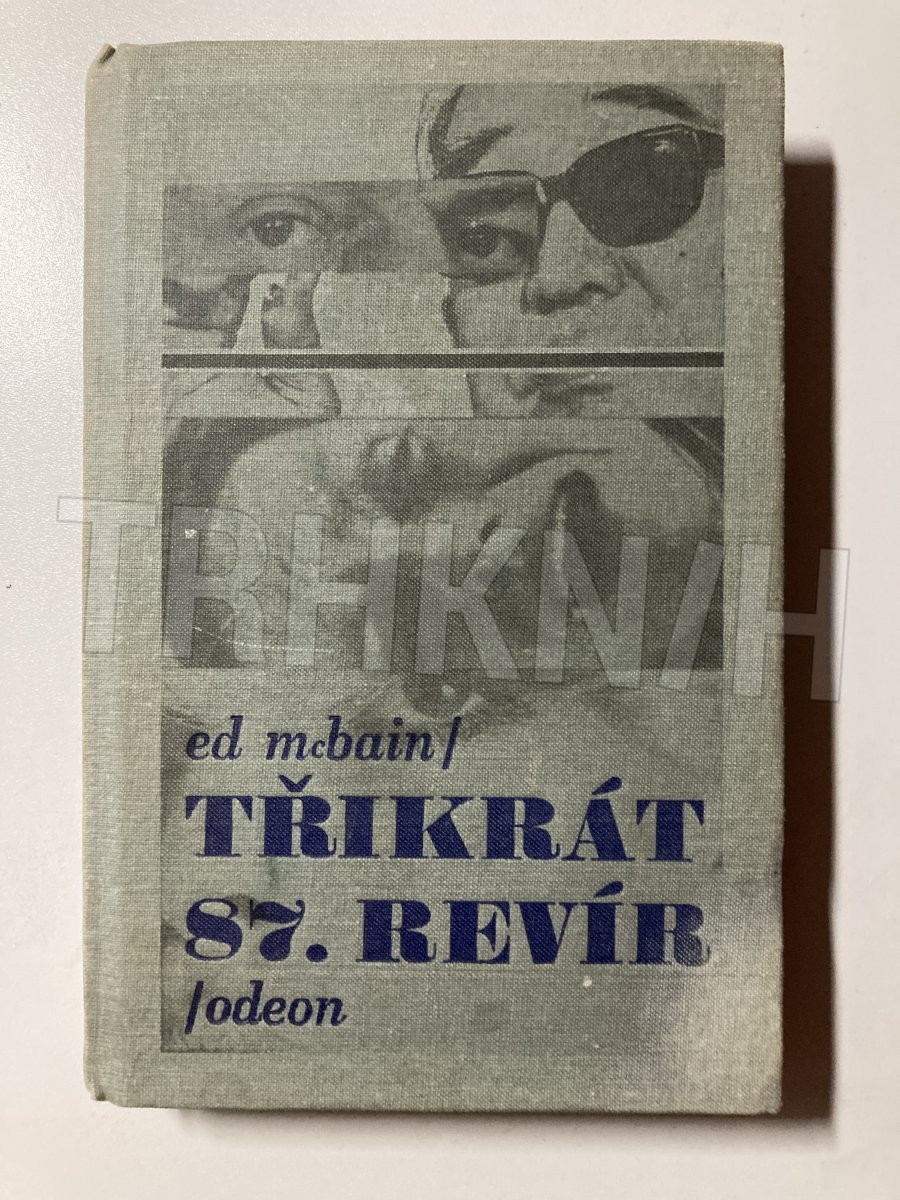 TRHKNIH
ed mcbain/
TŘIKRÁT
87. REVÍR
/odeon